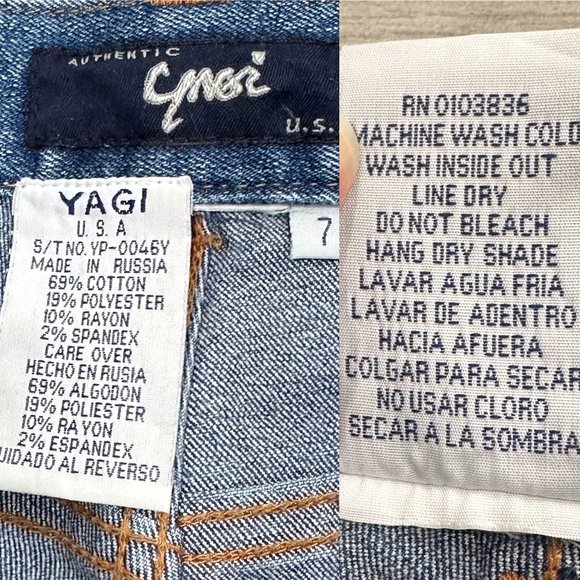 AUTHENTIC
Yagi
U.S.
YAGI
U.S.A
S/T NO. YP-0046Y
MADE IN RUSSIA
69% COTTON
19% POLYESTER
10% RAYON
2% SPANDEX
CARE OVER
HECHO EN RUSIA
69% ALGODON
19% POLIESTER
10% RAYON
2% ESPANDEX
UIDADO AL REVERSO
7
RN 0103836
MACHINE WASH COLD
WASH INSIDE OUT
LINE DRY
DO NOT BLEACH
HANG DRY SHADE
LAVAR AGUA FRIA
LAVAR DE ADENTRO
HACIA AFUERA
COLGAR PARA SECAR
NO USAR CLORO
SECAR A LA SOMBRA